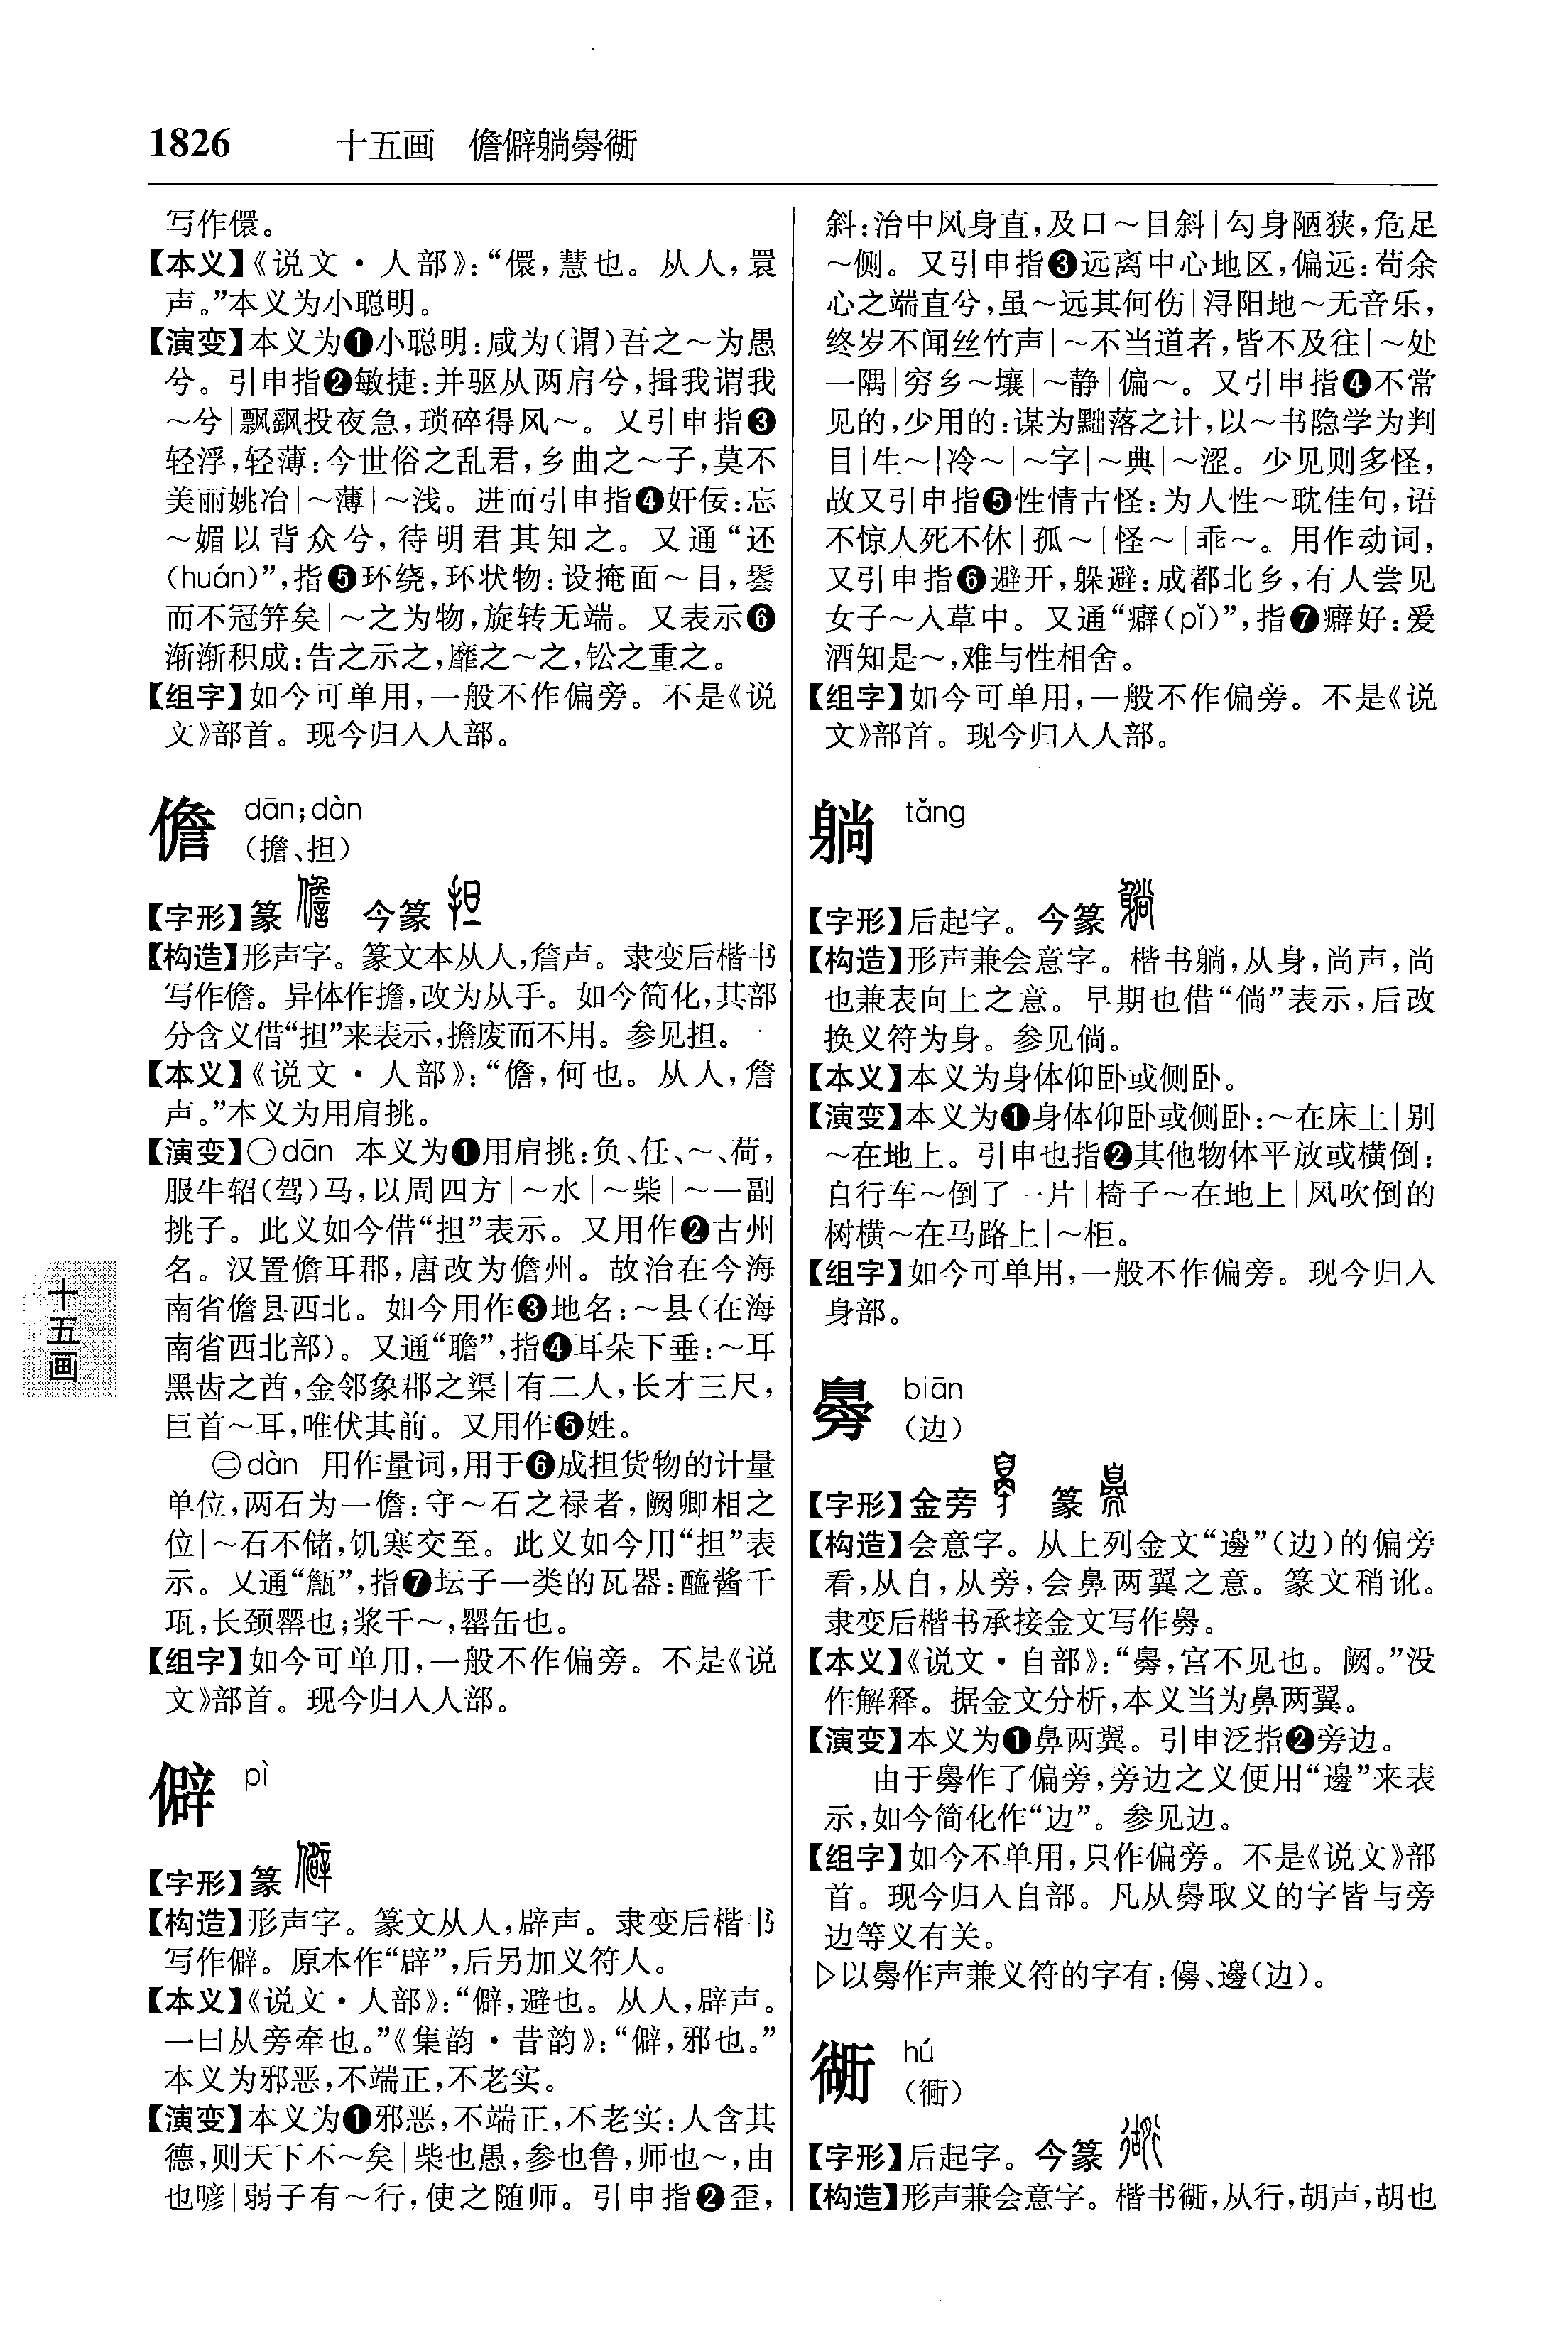 1826 十五画 儋僻躺臱衚
写作儇。
【本义】《说文·人部》：“儇，慧也。从人，睘
声。”本义为小聪明。
【演变】本义为❶小聪明：咸为（谓）吾之～为愚
兮。引申指❷敏捷：并驱从两肩兮，揖我谓我
～兮|飘飖投夜急，琐碎得风～。又引申指❸
轻浮，轻薄：今世俗之乱君，乡曲之～子，莫不
美丽姚冶|～薄|～浅。进而引申指❹奸佞：忘
～媚以背众兮，待明君其知之。又通“还
（huán）”，指❺环绕，环状物：设掩面～目，鬈
而不冠笄矣|～之为物，旋转无端。又表示❻
渐渐积成：告之示之，靡之～之，鈆之重之。
【组字】如今可单用，一般不作偏旁。不是《说
文》部首。现今归入人部。
儋 dān；dàn
（擔、担）
【字形】篆 今篆
【构造】形声字。篆文本从人，詹声。隶变后楷书
写作儋。异体作擔，改为从手。如今简化，其部
分含义借“担”来表示，擔废而不用。参见担。
【本义】《说文·人部》：“儋，何也。从人，詹
声。”本义为用肩挑。
【演变】㊀dān 本义为❶用肩挑：负、任、～、荷，
服牛轺（驾）马，以周四方|～水|～柴|～一副
挑子。此义如今借“担”表示。又用作❷古州
名。汉置儋耳郡，唐改为儋州。故治在今海
南省儋县西北。如今用作❸地名：～县（在海
南省西北部）。又通“聸”，指❹耳朵下垂：～耳
黑齿之酋，金邻象郡之渠|有二人，长才三尺，
巨首～耳，唯伏其前。又用作❺姓。
㊁dàn 用作量词，用于❻成担货物的计量
单位，两石为一儋：守～石之禄者，阙卿相之
位|～石不储，饥寒交至。此义如今用“担”表
示。又通“甔”，指❼坛子一类的瓦器：醯酱千
瓨，长颈罂也；浆千～，罂缶也。
【组字】如今可单用，一般不作偏旁。不是《说
文》部首。现今归入人部。
僻 pì
【字形】篆
【构造】形声字。篆文从人，辟声。隶变后楷书
写作僻。原本作“辟”，后另加义符人。
【本义】《说文·人部》：“僻，避也。从人，辟声。
一曰从旁牵也。”《集韵·昔韵》：“僻，邪也。”
本义为邪恶，不端正，不老实。
【演变】本义为❶邪恶，不端正，不老实：人含其
德，则天下不～矣|柴也愚，参也鲁，师也～，由
也喭|弱子有～行，使之随师。引申指❷歪，
斜：治中风身直，及口～目斜|勾身陋狭，危足
～侧。又引申指❸远离中心地区，偏远：苟余
心之端直兮，虽～远其何伤|浔阳地～无音乐，
终岁不闻丝竹声|～不当道者，皆不及往|～处
一隅|穷乡～壤|～静|偏～。又引申指❹不常
见的，少用的：谋为黜落之计，以～书隐学为判
目|生～|冷～|～字|～典|～涩。少见则多怪，
故又引申指❺性情古怪：为人性～耽佳句，语
不惊人死不休|孤～|怪～|乖～。用作动词，
又引申指❻避开，躲避：成都北乡，有人尝见
女子～入草中。又通“癖（pǐ）”，指❼癖好：爱
酒知是～，难与性相舍。
【组字】如今可单用，一般不作偏旁。不是《说
文》部首。现今归入人部。
躺 tǎng
【字形】后起字。今篆
【构造】形声兼会意字。楷书躺，从身，尚声，尚
也兼表向上之意。早期也借“倘”表示，后改
换义符为身。参见倘。
【本义】本义为身体仰卧或侧卧。
【演变】本义为❶身体仰卧或侧卧：～在床上|别
～在地上。引申也指❷其他物体平放或横倒：
自行车～倒了一片|椅子～在地上|风吹倒的
树横～在马路上|～柜。
【组字】如今可单用，一般不作偏旁。现今归入
身部。
臱 biān
（边）
【字形】金旁 篆
【构造】会意字。从上列金文“邊”（边）的偏旁
看，从自，从旁，会鼻两翼之意。篆文稍讹。
隶变后楷书承接金文写作臱。
【本义】《说文·自部》：“臱，宫不见也。阙。”没
作解释。据金文分析，本义当为鼻两翼。
【演变】本义为❶鼻两翼。引申泛指❷旁边。
由于臱作了偏旁，旁边之义便用“邊”来表
示，如今简化作“边”。参见边。
【组字】如今不单用，只作偏旁。不是《说文》部
首。现今归入自部。凡从臱取义的字皆与旁
边等义有关。
▷以臱作声兼义符的字有：儚、邊（边）。
衚 hú
（衕）
【字形】后起字。今篆
【构造】形声兼会意字。楷书衚，从行，胡声，胡也
十五画